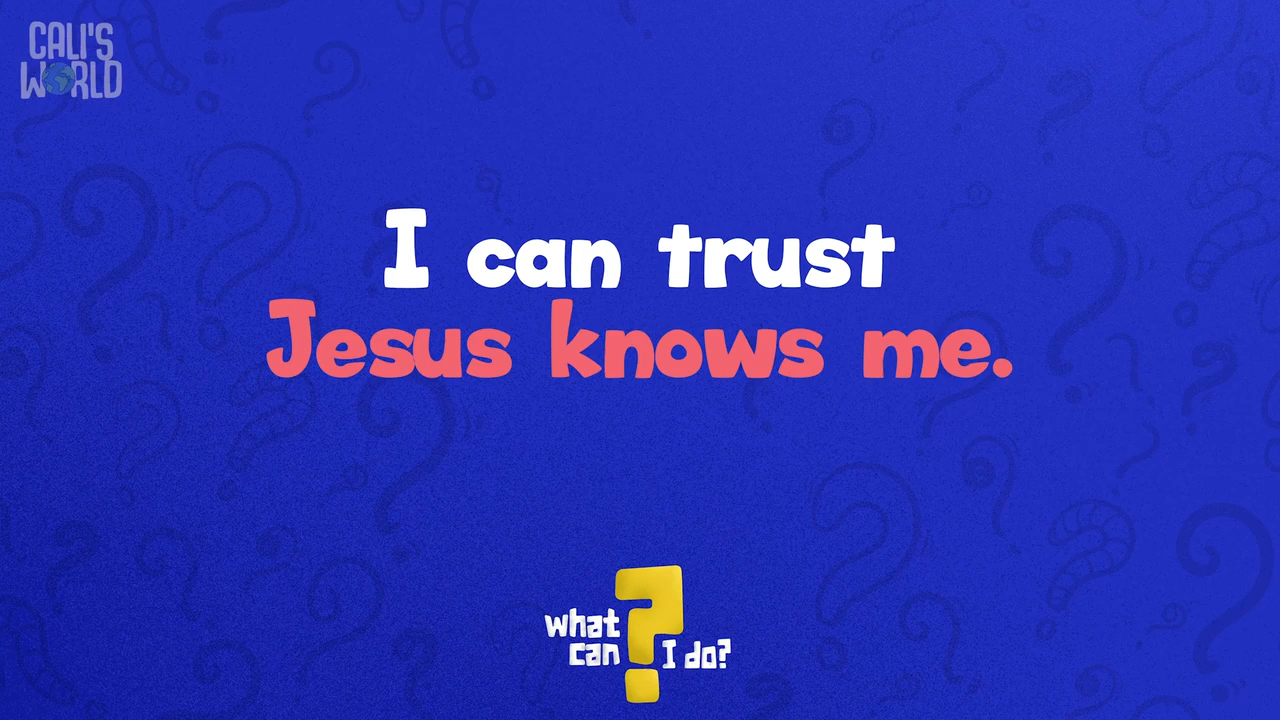 CALI'S
WORLD
I can trust
Jesus knows me.
what
can
I do?